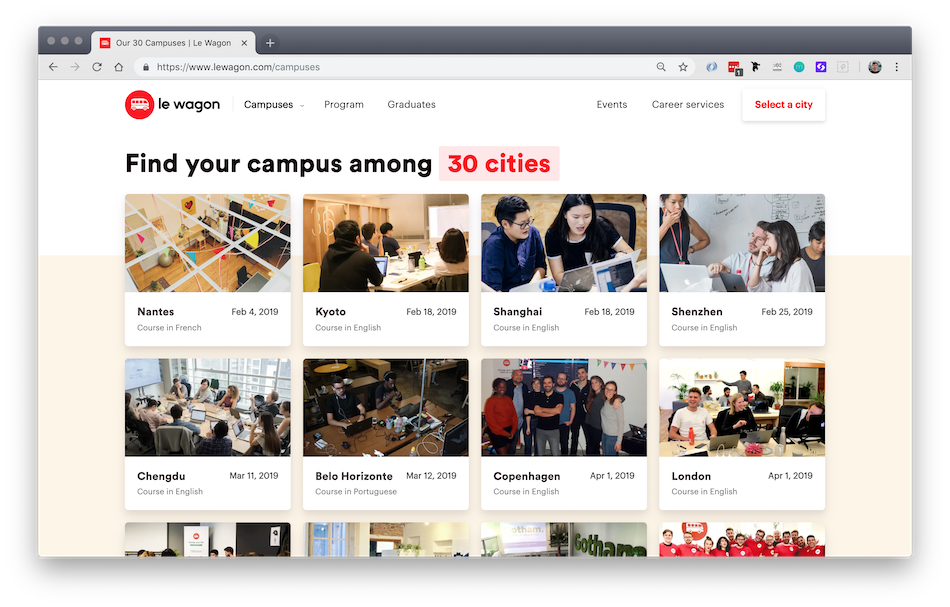 Our 30 Campuses | Le Wagon
https://www.lewagon.com/campuses
1
le wagon Campuses Program Graduates Events Career services Select a city
Find your campus among 30 cities
Nantes Feb 4, 2019
Course in French
Kyoto Feb 18, 2019
Course in English
Shanghai Feb 18, 2019
Course in English
Shenzhen Feb 25, 2019
Course in English
Chengdu Mar 11, 2019
Course in English
Belo Horizonte Mar 12, 2019
Course in Portuguese
Copenhagen Apr 1, 2019
Course in English
London Apr 1, 2019
Course in English
Gotham
Gotham